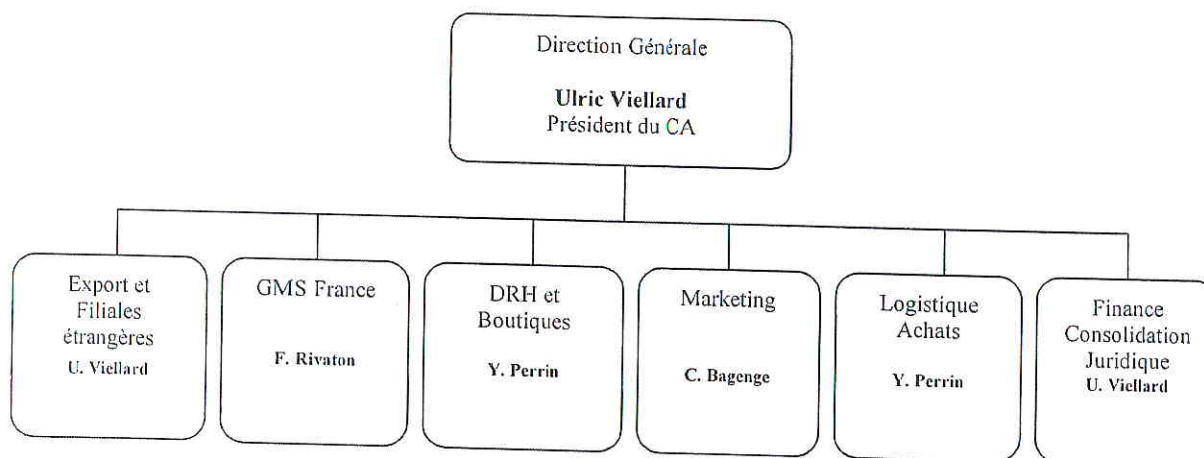 Direction Générale
Ulric Viellard
Président du CA
Export et
Filiales
étrangères
U. Viellard
GMS France
F. Rivaton
DRH et
Boutiques
Y. Perrin
Marketing
C. Bagenge
Logistique
Achats
Y. Perrin
Finance
Consolidation
Juridique
U. Viellard